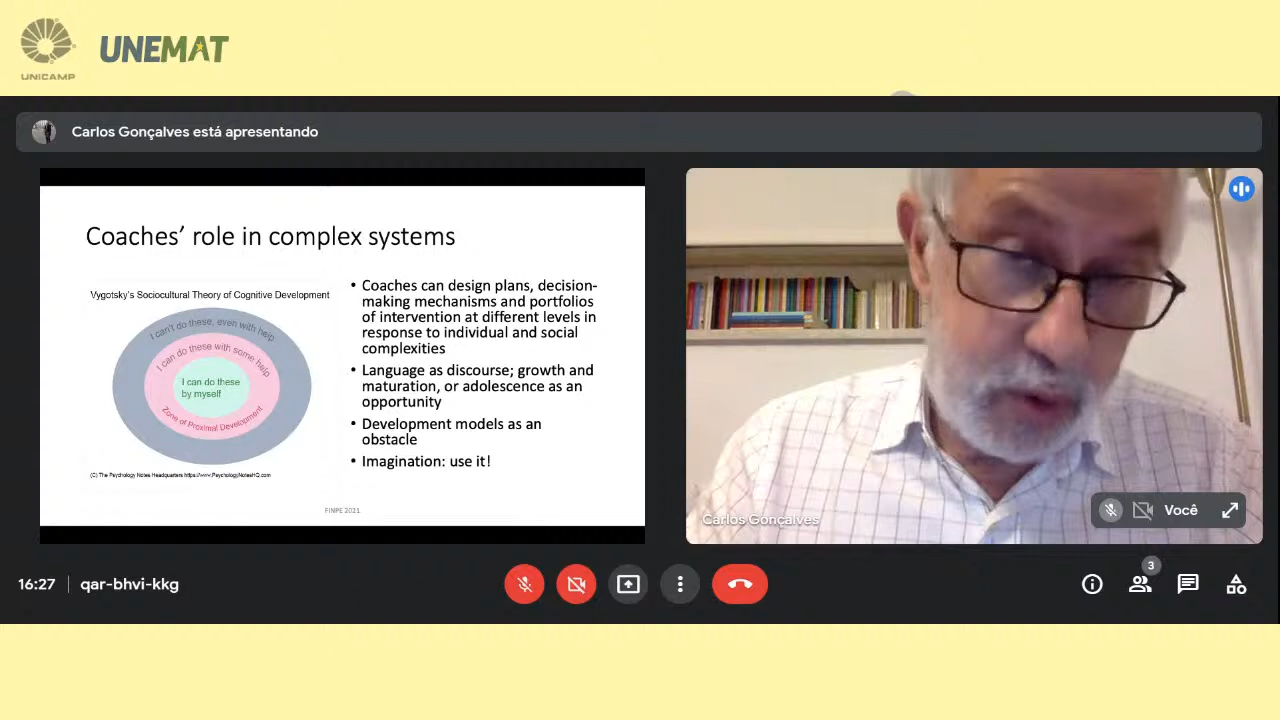 UNICAMP
UNEMAT
Carlos Gonçalves está apresentando
Coaches’ role in complex systems
Vygotsky's Sociocultural Theory of Cognitive Development
I can't do these, even with help
I can do these with some help
I can do these
by myself
Zone of Proximal Development
(C) The Psychology Notes Headquarters https://www.PsychologyNotesHQ.com
• Coaches can design plans, decision-
making mechanisms and portfolios
of intervention at different levels in
response to individual and social
complexities
• Language as discourse; growth and
maturation, or adolescence as an
opportunity
• Development models as an
obstacle
• Imagination: use it!
FINPE 2021
Carlos Gonçalves
Você
16:27
qar-bhvi-kkg
3